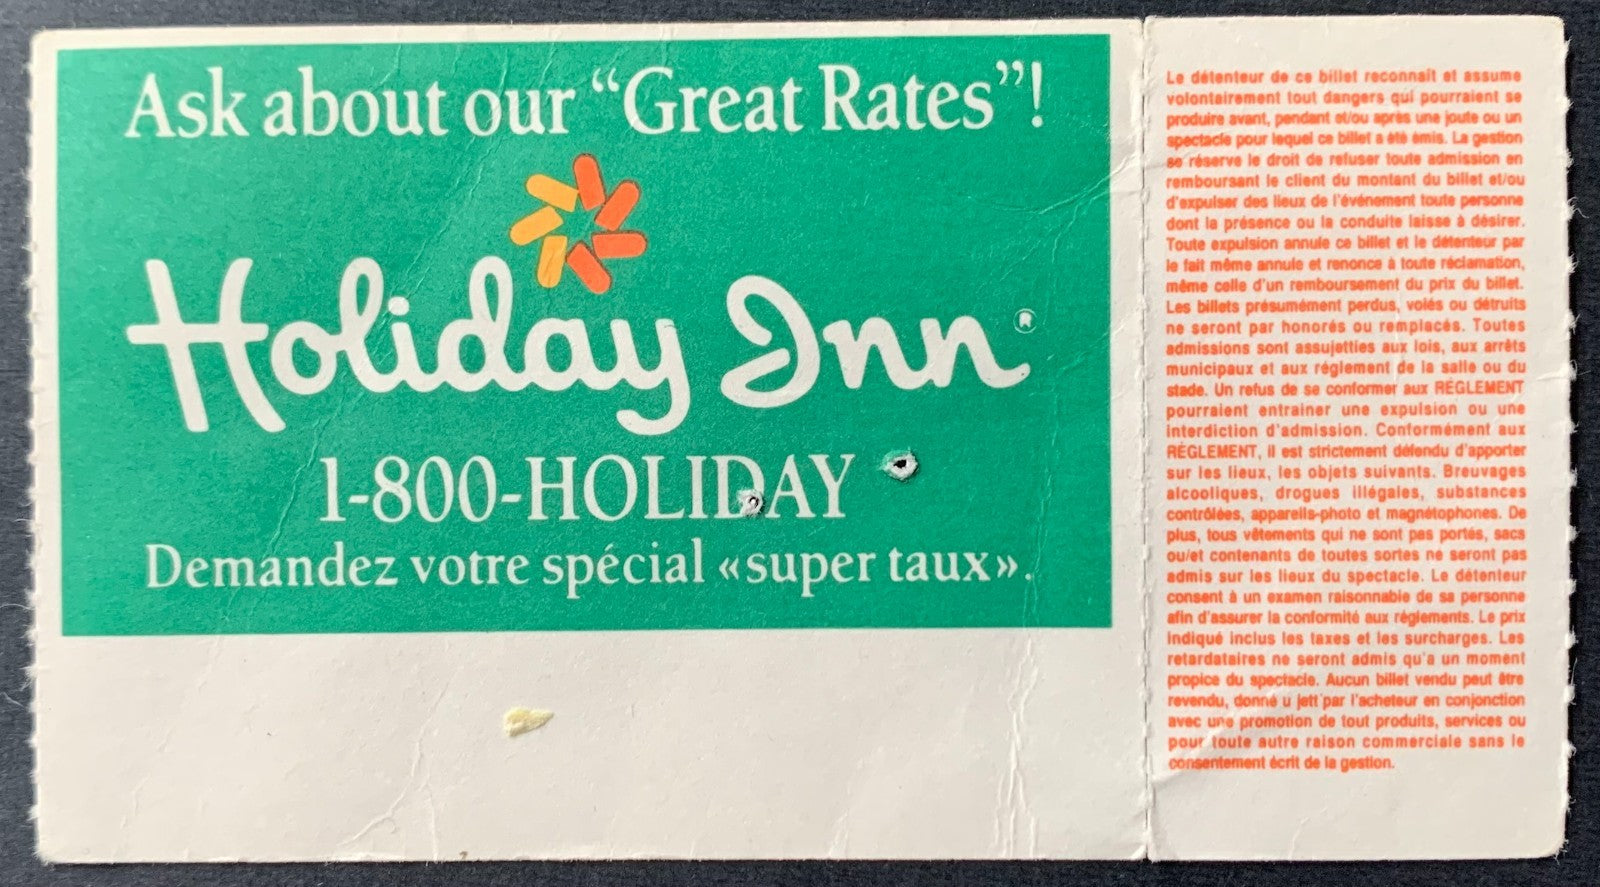 Ask about our “Great Rates”!
Holiday Inn®
1-800-HOLIDAY
Demandez votre spécial «super taux».
Le détenteur de ce billet reconnaît et assume
volontairement tout dangers qui pourraient se
produire avant, pendant et/ou après une joute ou un
spectacle pour lequel ce billet a été émis. La gestion
se réserve le droit de refuser toute admission en
remboursant le client du montant du billet et/ou
d'expulser des lieux de l'événement toute personne
dont la présence ou la conduite laisse à désirer.
Toute expulsion annule ce billet et le détenteur par
le fait même annule et renonce à toute réclamation,
même celle d'un remboursement du prix du billet.
Les billets présumément perdus, volés ou détruits
ne seront par honorés ou remplacés. Toutes
admissions sont assujetties aux lois, aux arrêts
municipaux et aux réglement de la salle ou du
stade. Un refus de se conformer aux RÉGLEMENT
pourraient entrainer une expulsion ou une
interdiction d'admission. Conformément aux
RÉGLEMENT, il est strictement défendu d'apporter
sur les lieux, les objets suivants. Breuvages
alcooliques, drogues illégales, substances
contrôlées, appareils-photo et magnétophones. De
plus, tous vêtements qui ne sont pas portés, sacs
ou/et contenants de toutes sortes ne seront pas
admis sur les lieux du spectacle. Le détenteur
consent à un examen raisonnable de sa personne
afin d'assurer la conformité aux réglements. Le prix
indiqué inclus les taxes et les surcharges. Les
retardataires ne seront admis qu'a un moment
propice du spectacle. Aucun billet vendu peut être
revendu, donné u jett par l'acheteur en conjonction
avec une promotion de tout produits, services ou
pour toute autre raison commerciale sans le
consentement écrit de la gestion.